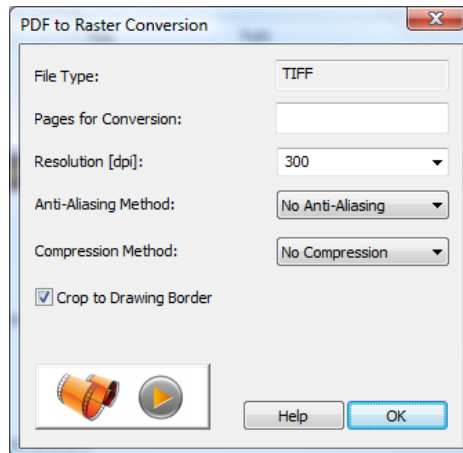 PDF to Raster Conversion
File Type: TIFF
Pages for Conversion:
Resolution [dpi]: 300
Anti-Aliasing Method: No Anti-Aliasing
Compression Method: No Compression
Crop to Drawing Border
Help OK